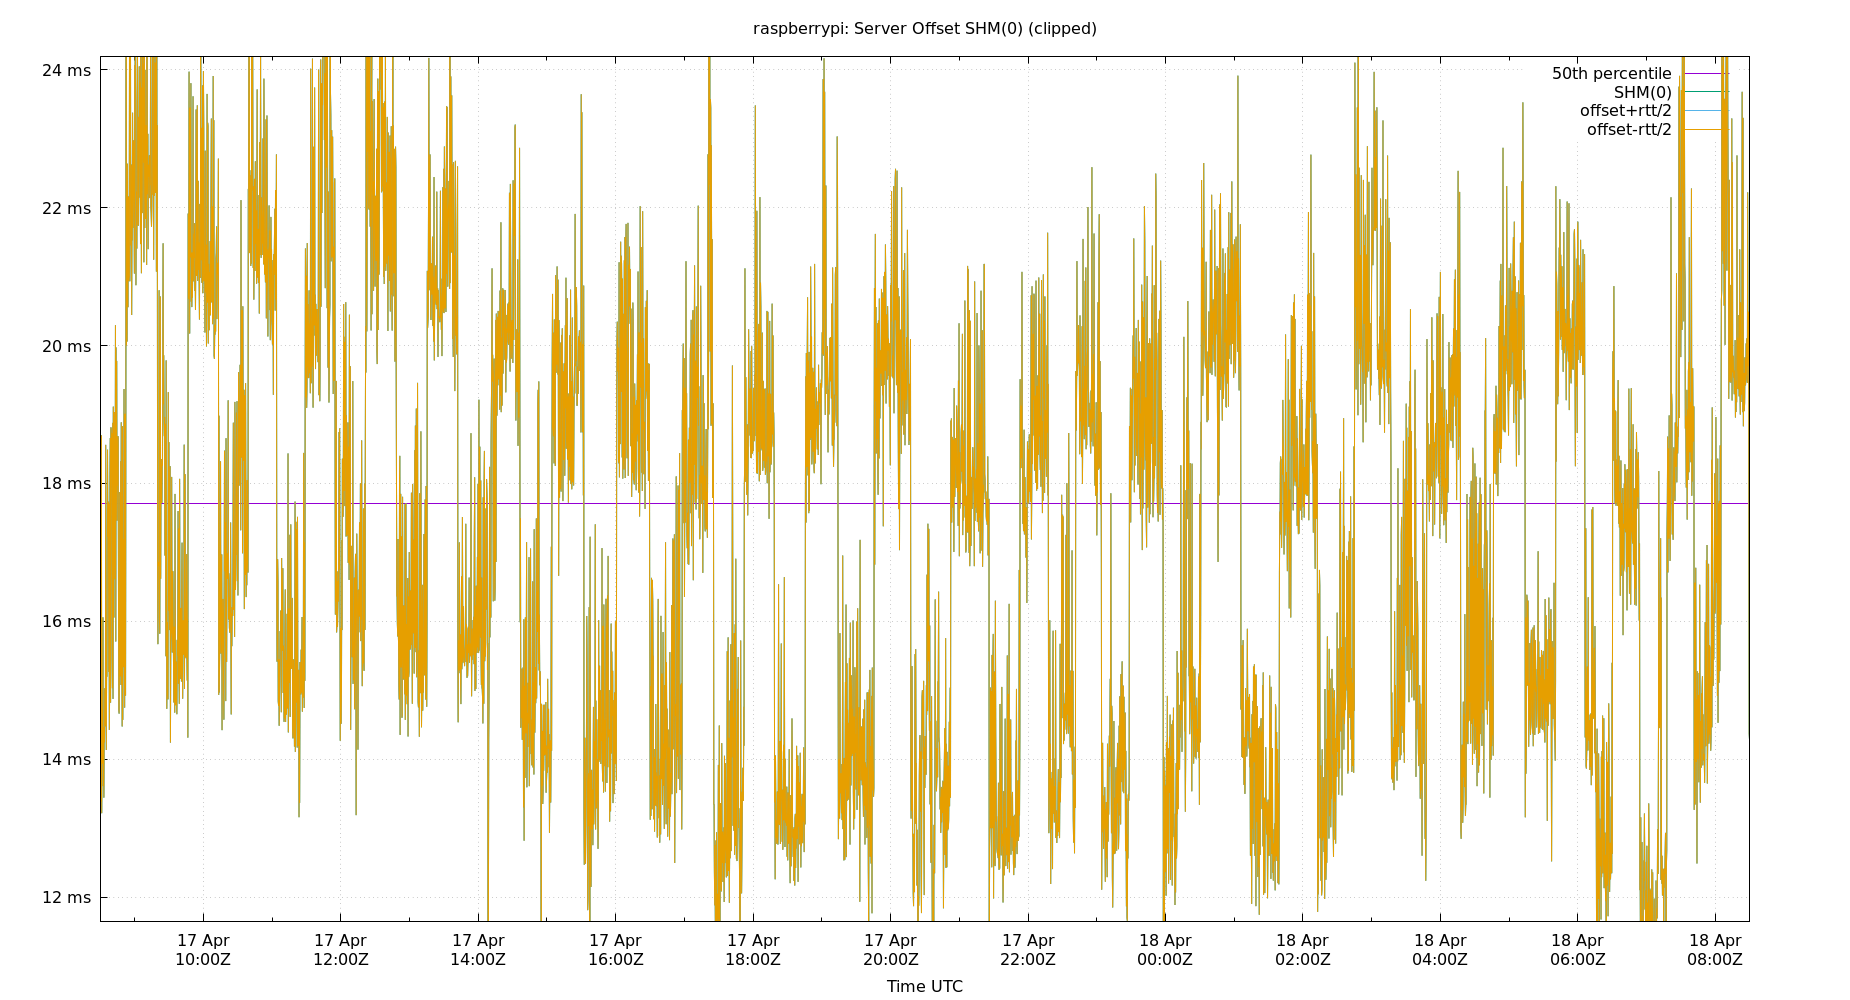 raspberrypi: Server Offset SHM(0) (clipped)
24 ms
22 ms
20 ms
18 ms
16 ms
14 ms
12 ms
50th percentile
SHM(0)
offset+rtt/2
offset-rtt/2
17 Apr 17 Apr 17 Apr 17 Apr 17 Apr 17 Apr 17 Apr 18 Apr 18 Apr 18 Apr 18 Apr 18 Apr
10:00Z 12:00Z 14:00Z 16:00Z 18:00Z 20:00Z 22:00Z 00:00Z 02:00Z 04:00Z 06:00Z 08:00Z
Time UTC